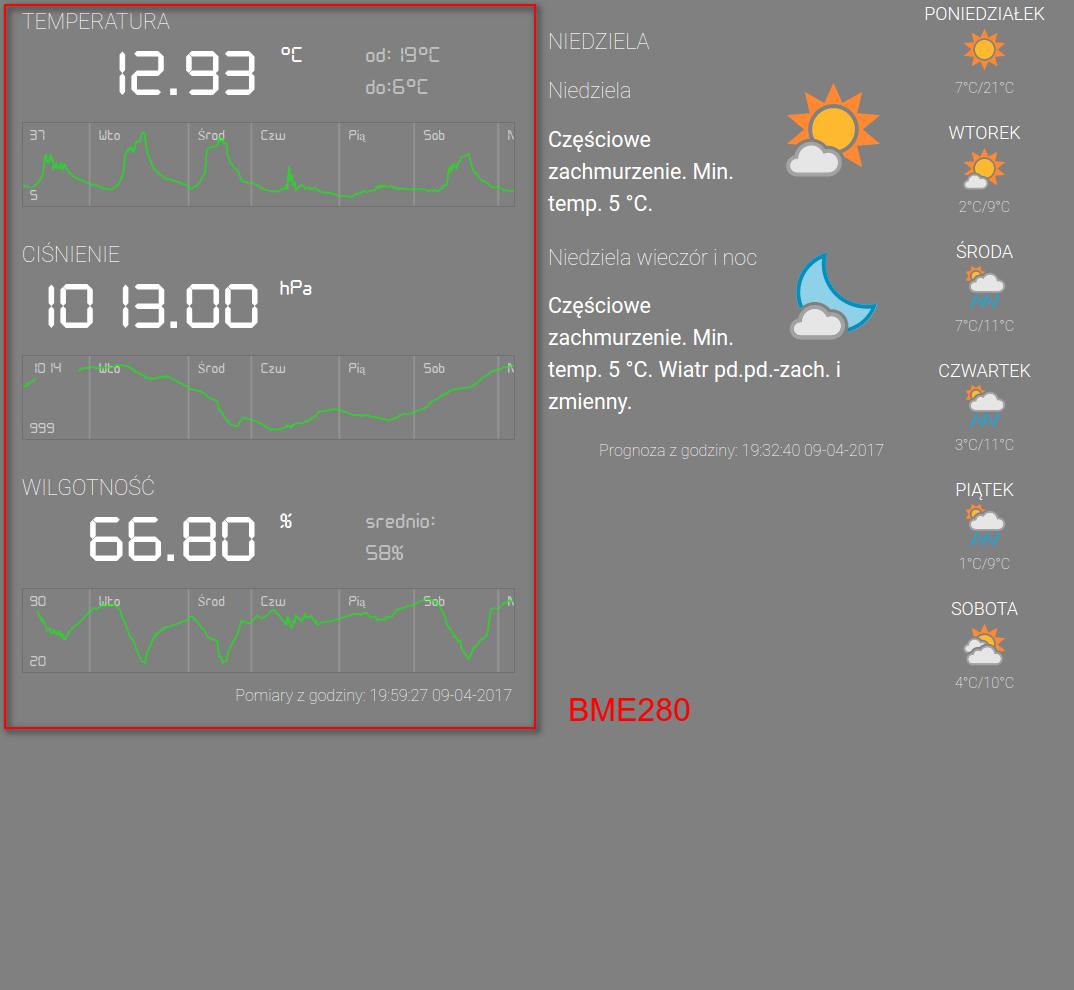 TEMPERATURA
12.93 °C
od: 19°C
do:6°C
37 Wto Środ Czw Pią Sob N
5
CIŚNIENIE
1013.00 hPa
1014 Wto Środ Czw Pią Sob N
999
WILGOTNOŚĆ
66.80 %
srednio:
58%
90 Wto Środ Czw Pią Sob N
20
Pomiary z godziny: 19:59:27 09-04-2017
NIEDZIELA
Niedziela
Częściowe
zachmurzenie. Min.
temp. 5 °C.
Niedziela wieczór i noc
Częściowe
zachmurzenie. Min.
temp. 5 °C. Wiatr pd.pd.-zach. i
zmienny.
Prognoza z godziny: 19:32:40 09-04-2017
BME280
PONIEDZIAŁEK
7°C/21°C
WTOREK
2°C/9°C
ŚRODA
7°C/11°C
CZWARTEK
3°C/11°C
PIĄTEK
1°C/9°C
SOBOTA
4°C/10°C